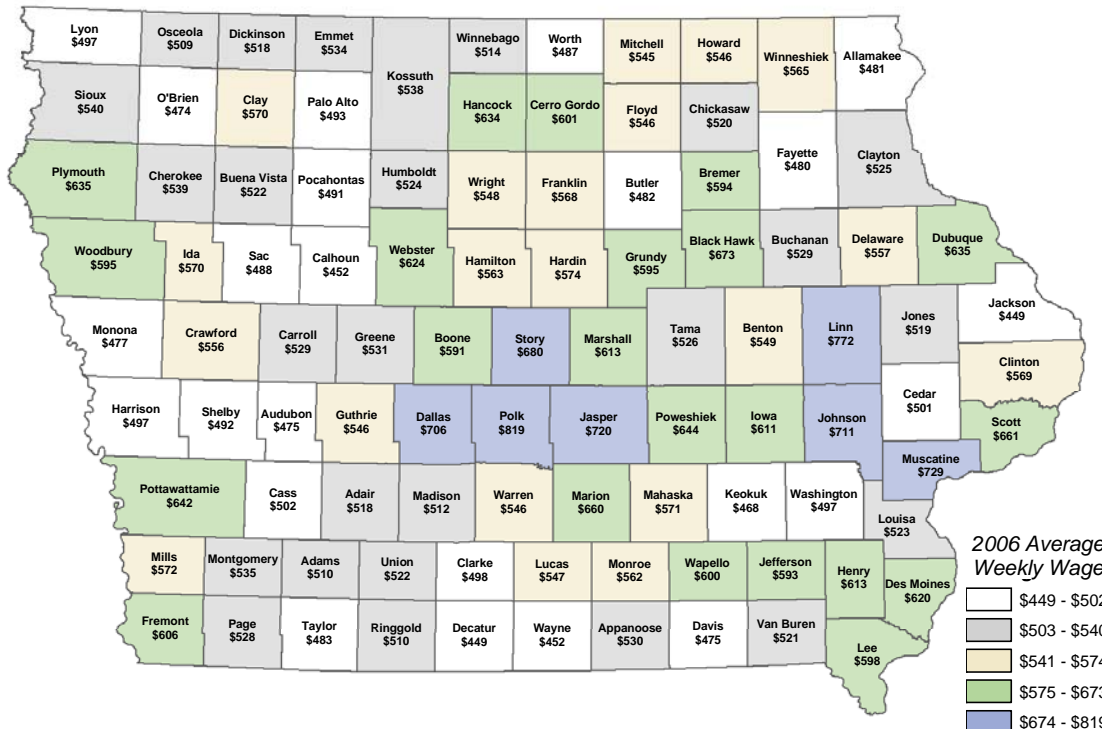 Lyon
$497
Osceola
$509
Dickinson
$518
Emmet
$534
Kossuth
$538
Winnebago
$514
Worth
$487
Mitchell
$545
Howard
$546
Winneshiek
$565
Allamakee
$481
Sioux
$540
O'Brien
$474
Clay
$570
Palo Alto
$493
Hancock
$634
Cerro Gordo
$601
Floyd
$546
Chickasaw
$520
Fayette
$480
Clayton
$525
Plymouth
$635
Cherokee
$539
Buena Vista
$522
Pocahontas
$491
Humboldt
$524
Wright
$548
Franklin
$568
Butler
$482
Bremer
$594
Woodbury
$595
Ida
$570
Sac
$488
Calhoun
$452
Webster
$624
Hamilton
$563
Hardin
$574
Grundy
$595
Black Hawk
$673
Buchanan
$529
Delaware
$557
Dubuque
$635
Monona
$477
Crawford
$556
Carroll
$529
Greene
$531
Boone
$591
Story
$680
Marshall
$613
Tama
$526
Benton
$549
Linn
$772
Jones
$519
Jackson
$449
Clinton
$569
Harrison
$497
Shelby
$492
Audubon
$475
Guthrie
$546
Dallas
$706
Polk
$819
Jasper
$720
Poweshiek
$644
Iowa
$611
Johnson
$711
Cedar
$501
Scott
$661
Muscatine
$729
Pottawattamie
$642
Cass
$502
Adair
$518
Madison
$512
Warren
$546
Marion
$660
Mahaska
$571
Keokuk
$468
Washington
$497
Louisa
$523
Mills
$572
Montgomery
$535
Adams
$510
Union
$522
Clarke
$498
Lucas
$547
Monroe
$562
Wapello
$600
Jefferson
$593
Henry
$613
Des Moines
$620
Fremont
$606
Page
$528
Taylor
$483
Ringgold
$510
Decatur
$449
Wayne
$452
Appanoose
$530
Davis
$475
Van Buren
$521
Lee
$598
2006 Average
Weekly Wage
$449 - $502
$503 - $540
$541 - $574
$575 - $673
$674 - $819